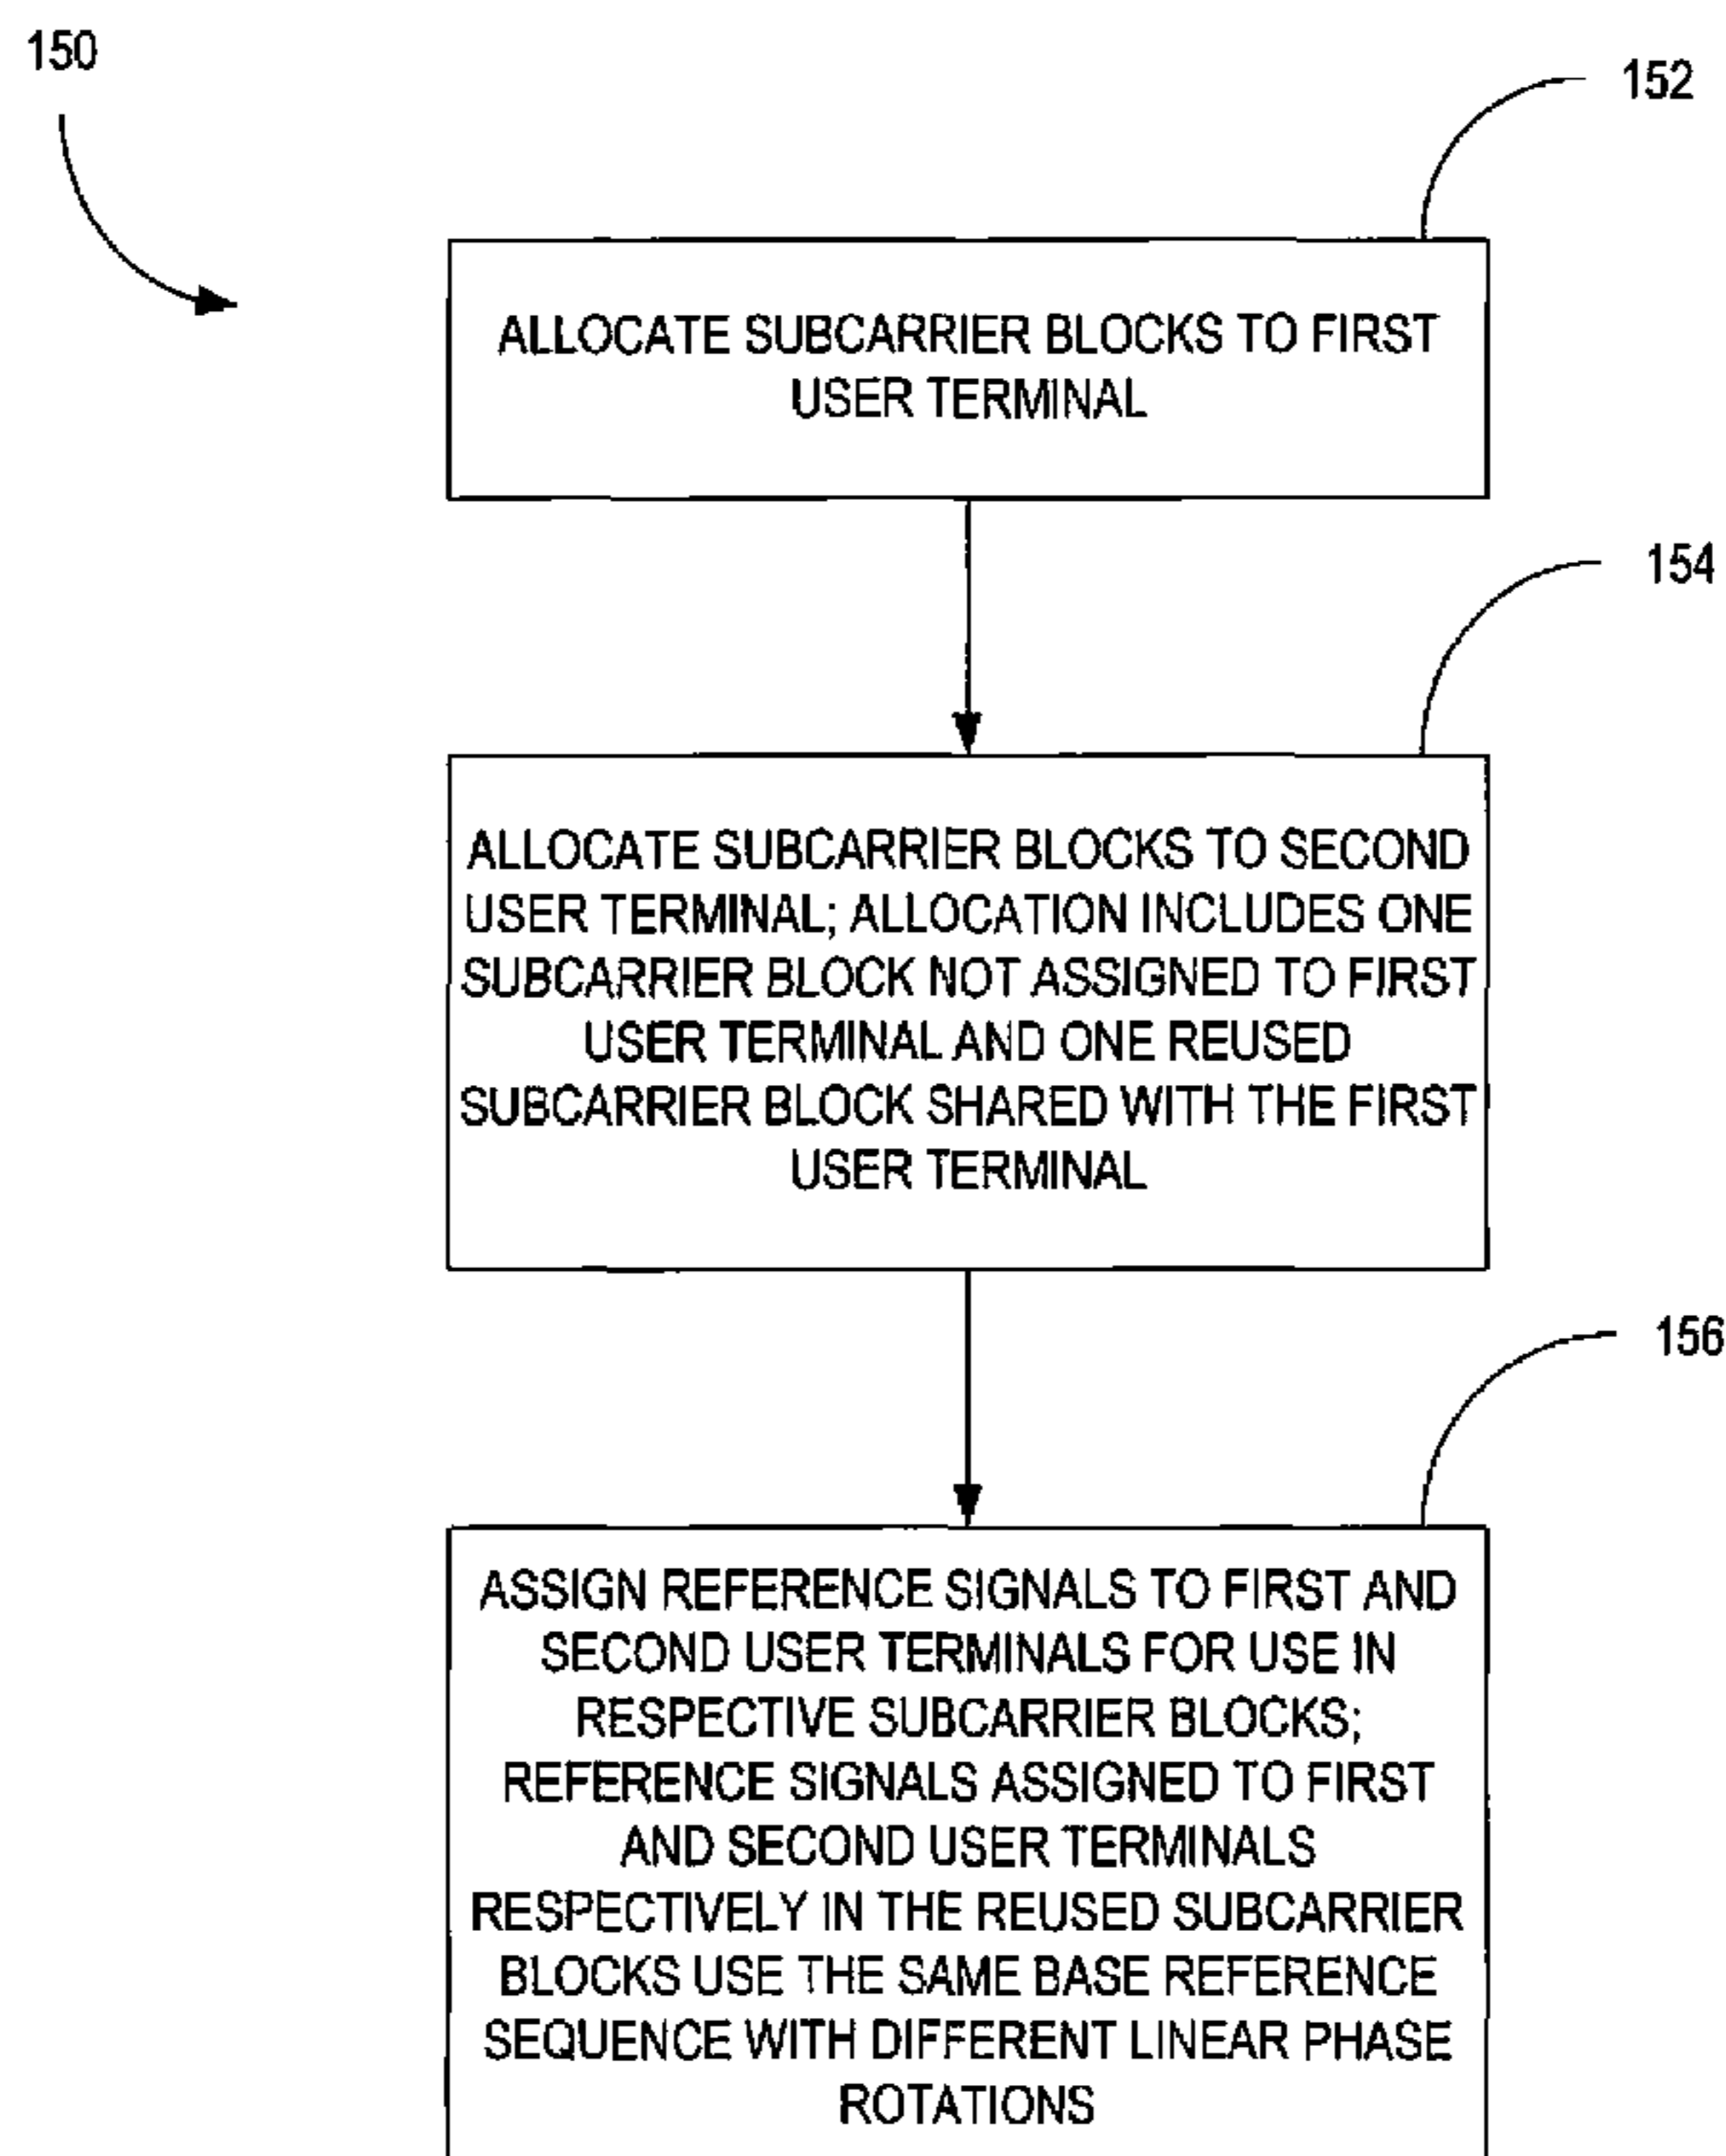 150
152
ALLOCATE SUBCARRIER BLOCKS TO FIRST
USER TERMINAL
154
ALLOCATE SUBCARRIER BLOCKS TO SECOND
USER TERMINAL; ALLOCATION INCLUDES ONE
SUBCARRIER BLOCK NOT ASSIGNED TO FIRST
USER TERMINAL AND ONE REUSED
SUBCARRIER BLOCK SHARED WITH THE FIRST
USER TERMINAL
156
ASSIGN REFERENCE SIGNALS TO FIRST AND
SECOND USER TERMINALS FOR USE IN
RESPECTIVE SUBCARRIER BLOCKS;
REFERENCE SIGNALS ASSIGNED TO FIRST
AND SECOND USER TERMINALS
RESPECTIVELY IN THE REUSED SUBCARRIER
BLOCKS USE THE SAME BASE REFERENCE
SEQUENCE WITH DIFFERENT LINEAR PHASE
ROTATIONS